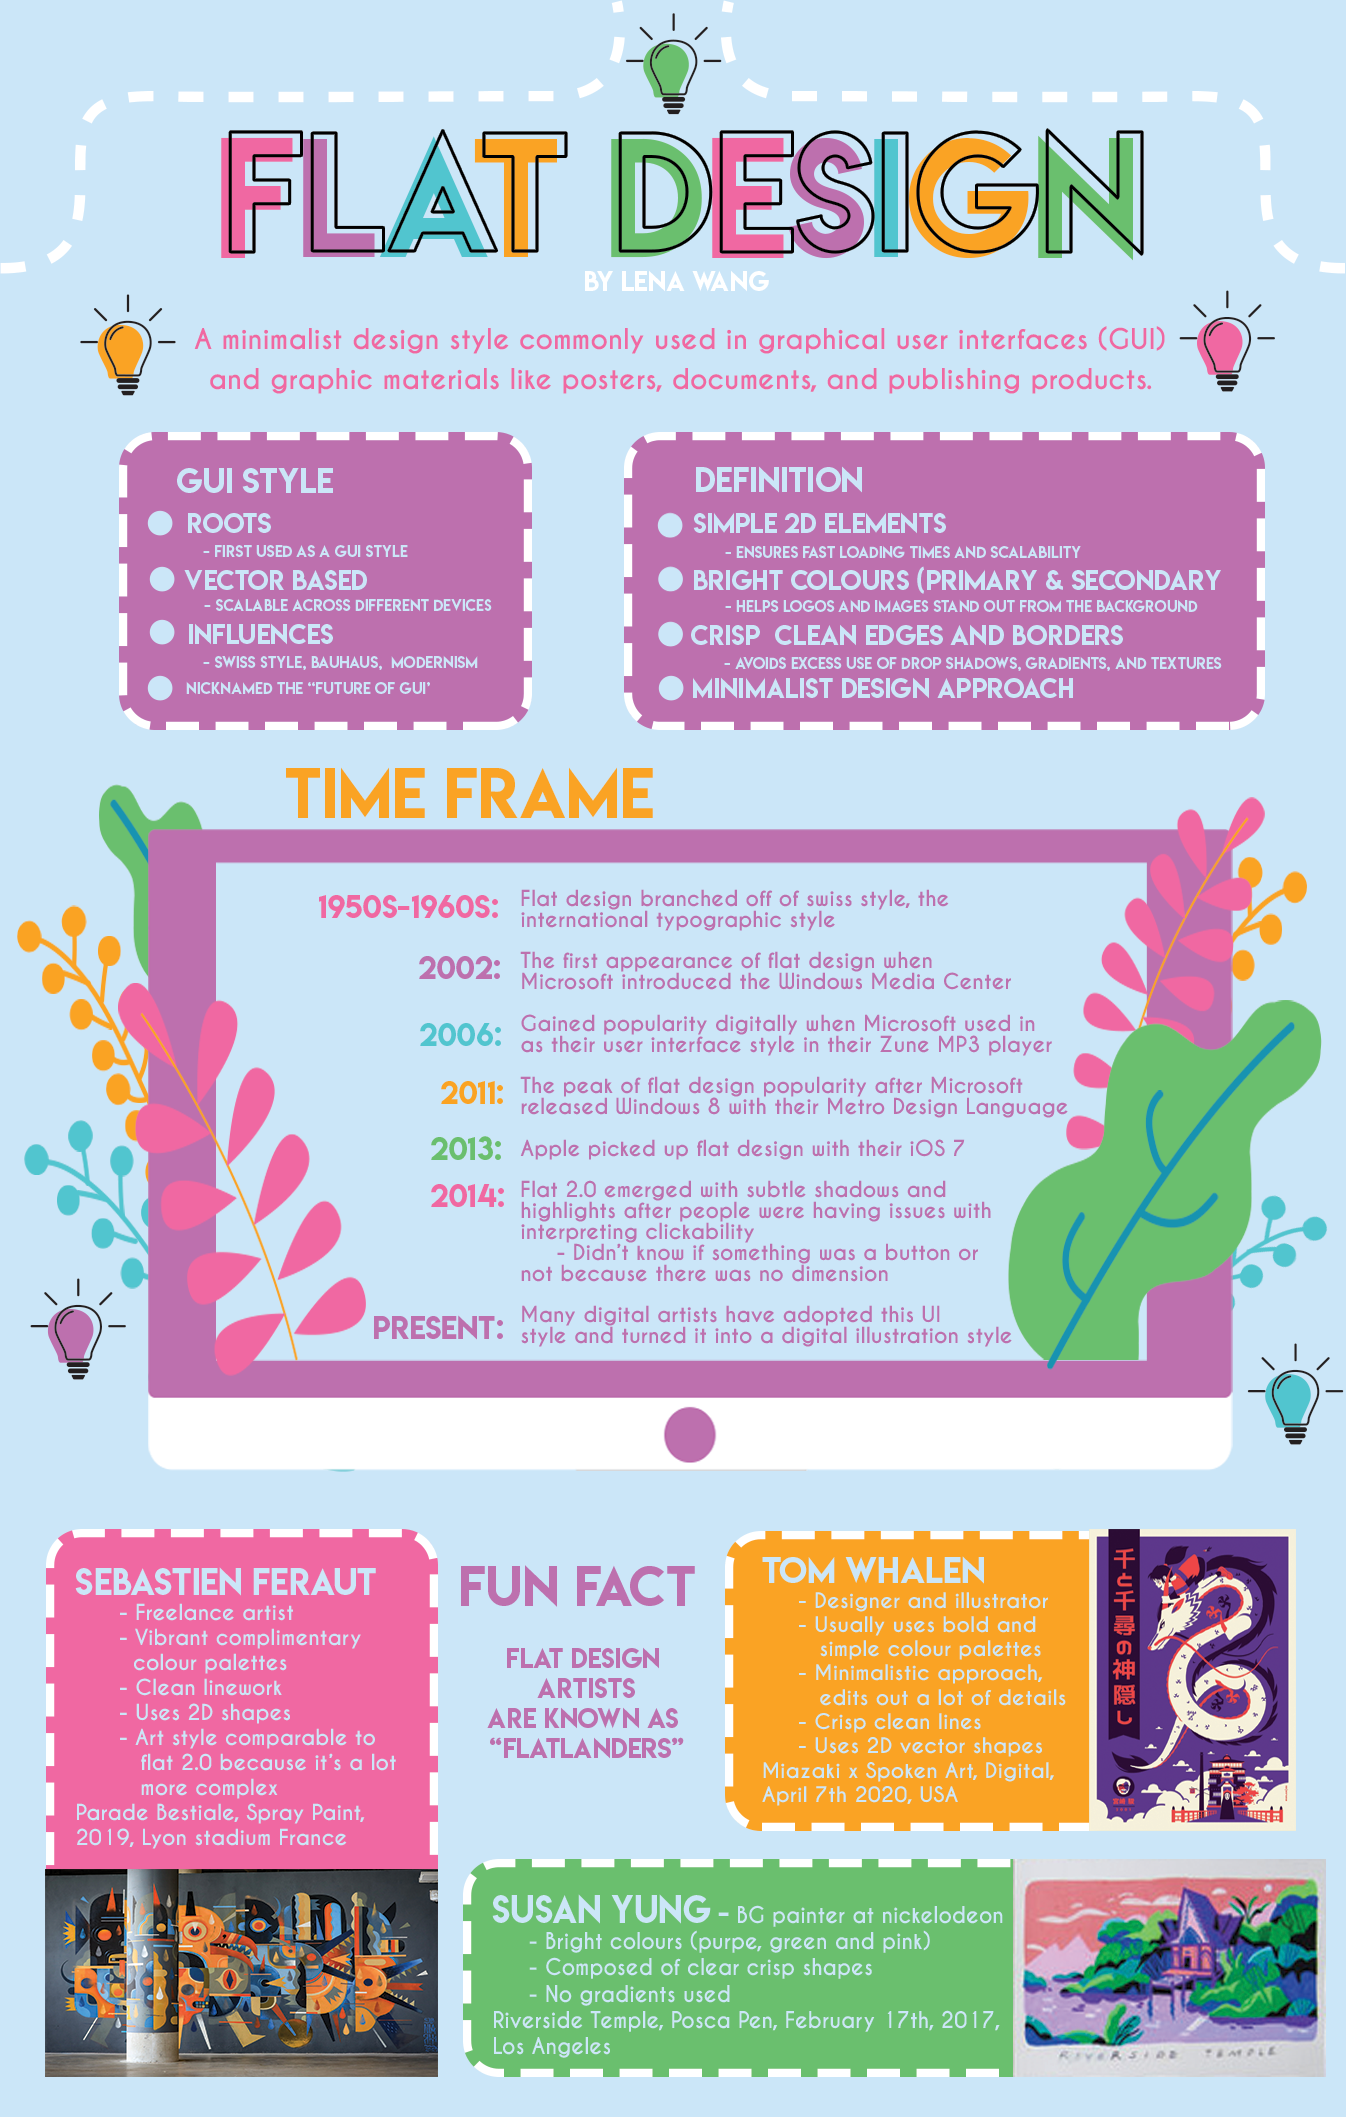 FLAT DESIGN
BY LENA WANG
A minimalist design style commonly used in graphical user interfaces (GUI)
and graphic materials like posters, documents, and publishing products.
GUI STYLE
ROOTS
- FIRST USED AS A GUI STYLE
VECTOR BASED
- SCALABLE ACROSS DIFFERENT DEVICES
INFLUENCES
- SWISS STYLE, BAUHAUS, MODERNISM
NICKNAMED THE "FUTURE OF GUI'
DEFINITION
SIMPLE 2D ELEMENTS
- ENSURES FAST LOADING TIMES AND SCALABILITY
BRIGHT COLOURS (PRIMARY & SECONDARY
- HELPS LOGOS AND IMAGES STAND OUT FROM THE BACKGROUND
CRISP CLEAN EDGES AND BORDERS
- AVOIDS EXCESS USE OF DROP SHADOWS, GRADIENTS, AND TEXTURES
MINIMALIST DESIGN APPROACH
TIME FRAME
1950S-1960S: Flat design branched off of swiss style, the
international typographic style
2002: The first appearance of flat design when
Microsoft introduced the Windows Media Center
2006: Gained popularity digitally when Microsoft used in
as their user interface style in their Zune MP3 player
2011: The peak of flat design popularity after Microsoft
released Windows 8 with their Metro Design Language
2013: Apple picked up flat design with their iOS 7
2014: Flat 2.0 emerged with subtle shadows and
highlights after people were having issues with
interpreting clickability
- Didn't know if something was a button or
not because there was no dimension
PRESENT: Many digital artists have adopted this UI
style and turned it into a digital illustration style
SEBASTIEN FERAUT
- Freelance artist
- Vibrant complimentary
colour palettes
- Clean linework
- Uses 2D shapes
- Art style comparable to
flat 2.0 because it's a lot
more complex
Parade Bestiale, Spray Paint,
2019, Lyon stadium France
FUN FACT
FLAT DESIGN
ARTISTS
ARE KNOWN AS
"FLATLANDERS"
TOM WHALEN
- Designer and illustrator
- Usually uses bold and
simple colour palettes
- Minimalistic approach,
edits out a lot of details
- Crisp clean lines
- Uses 2D vector shapes
Miazaki x Spoken Art, Digital,
April 7th 2020, USA
千と千尋の神隠し
SUSAN YUNG - BG painter at nickelodeon
- Bright colours (purpe, green and pink)
- Composed of clear crisp shapes
- No gradients used
Riverside Temple, Posca Pen, February 17th, 2017,
Los Angeles
RIVERSIDE TEMPLE